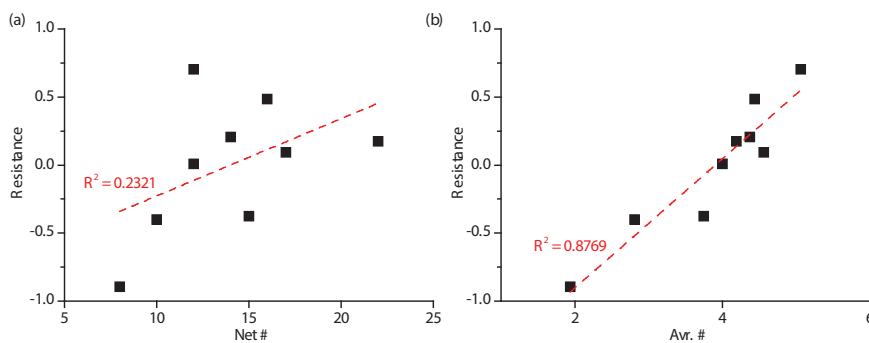 (a)
1.0
0.5
0.0
-0.5
-1.0
Resistance
R² = 0.2321
5
10
15
20
25
Net #
(b)
1.0
0.5
0.0
-0.5
-1.0
Resistance
R² = 0.8769
2
4
6
Avr. #